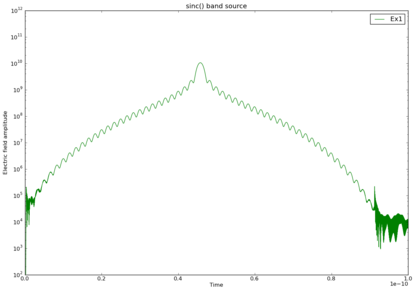 sinc() band source
Ex1
Electric field amplitude
10^12
10^11
10^10
10^9
10^8
10^7
10^6
10^5
10^4
10^3
10^2
0.0 0.2 0.4 0.6 0.8 1.0
1e−10
Time